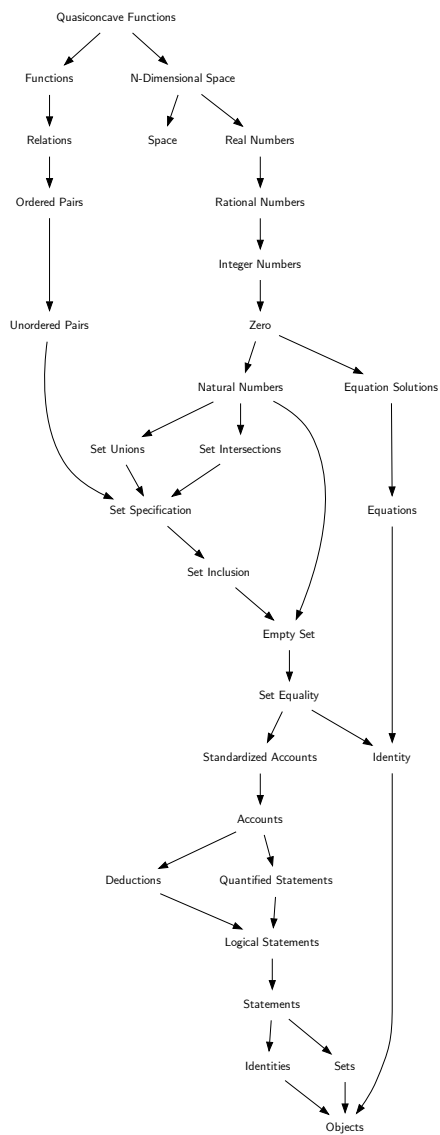 Quasiconcave Functions
Functions
N-Dimensional Space
Relations
Space
Real Numbers
Ordered Pairs
Rational Numbers
Integer Numbers
Unordered Pairs
Zero
Natural Numbers
Equation Solutions
Set Unions
Set Intersections
Set Specification
Equations
Set Inclusion
Empty Set
Set Equality
Standardized Accounts
Identity
Accounts
Deductions
Quantified Statements
Logical Statements
Statements
Identities
Sets
Objects